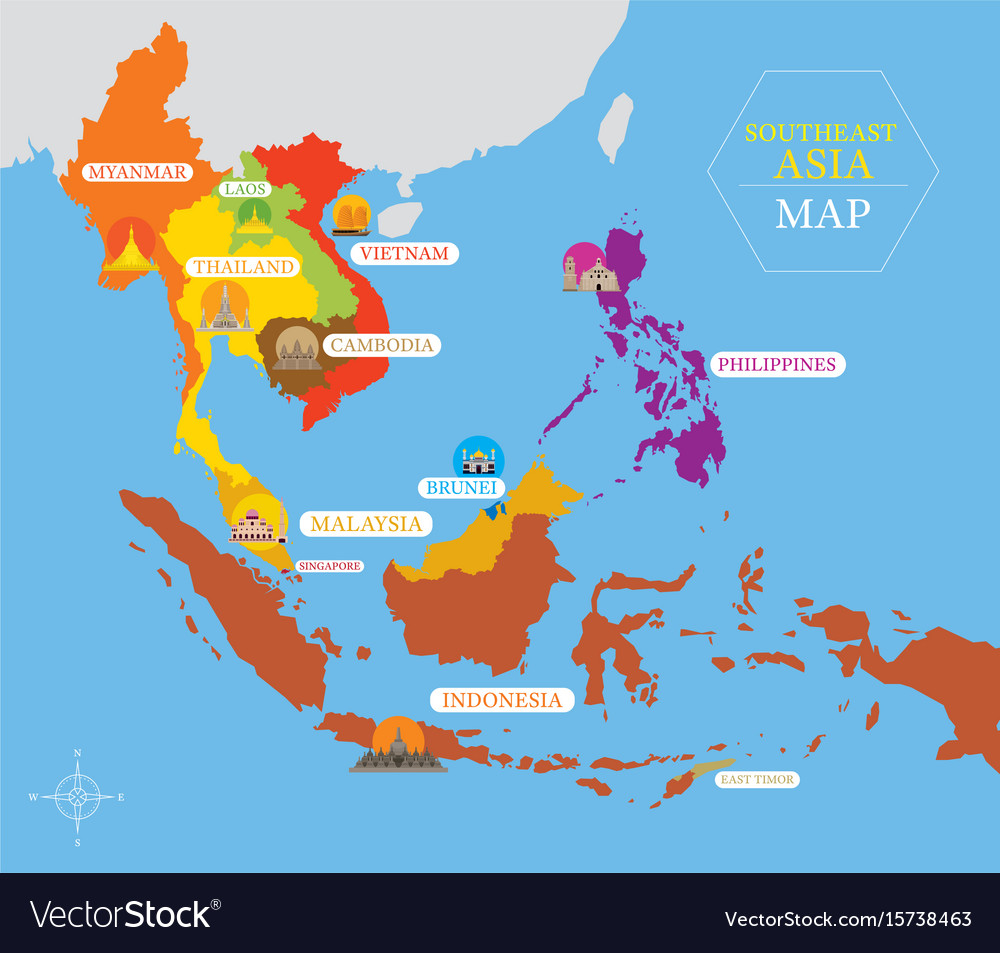 SOUTHEAST
ASIA
MAP
MYANMAR
LAOS
VIETNAM
THAILAND
CAMBODIA
PHILIPPINES
BRUNEI
MALAYSIA
SINGAPORE
INDONESIA
EAST TIMOR
N
W E
S
VectorStock®
VectorStock.com/15738463